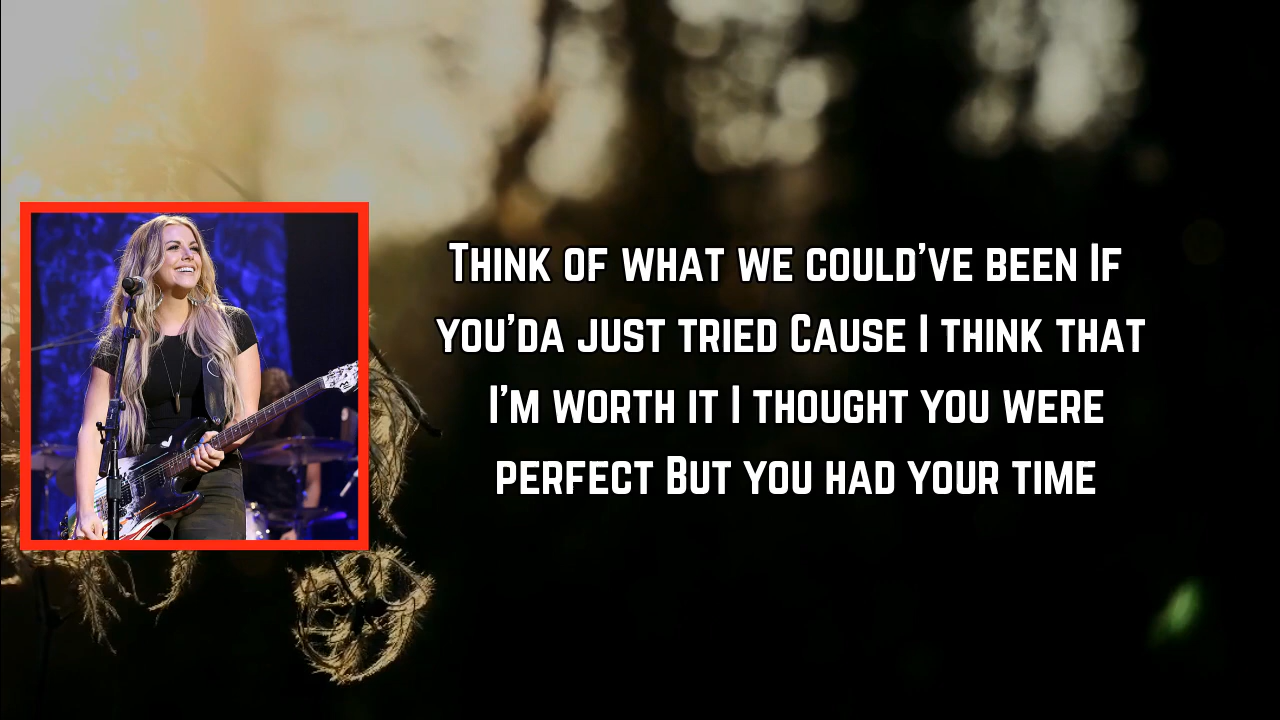 Think of what we could've been If
you'da just tried Cause I think that
I'm worth it I thought you were
perfect But you had your time